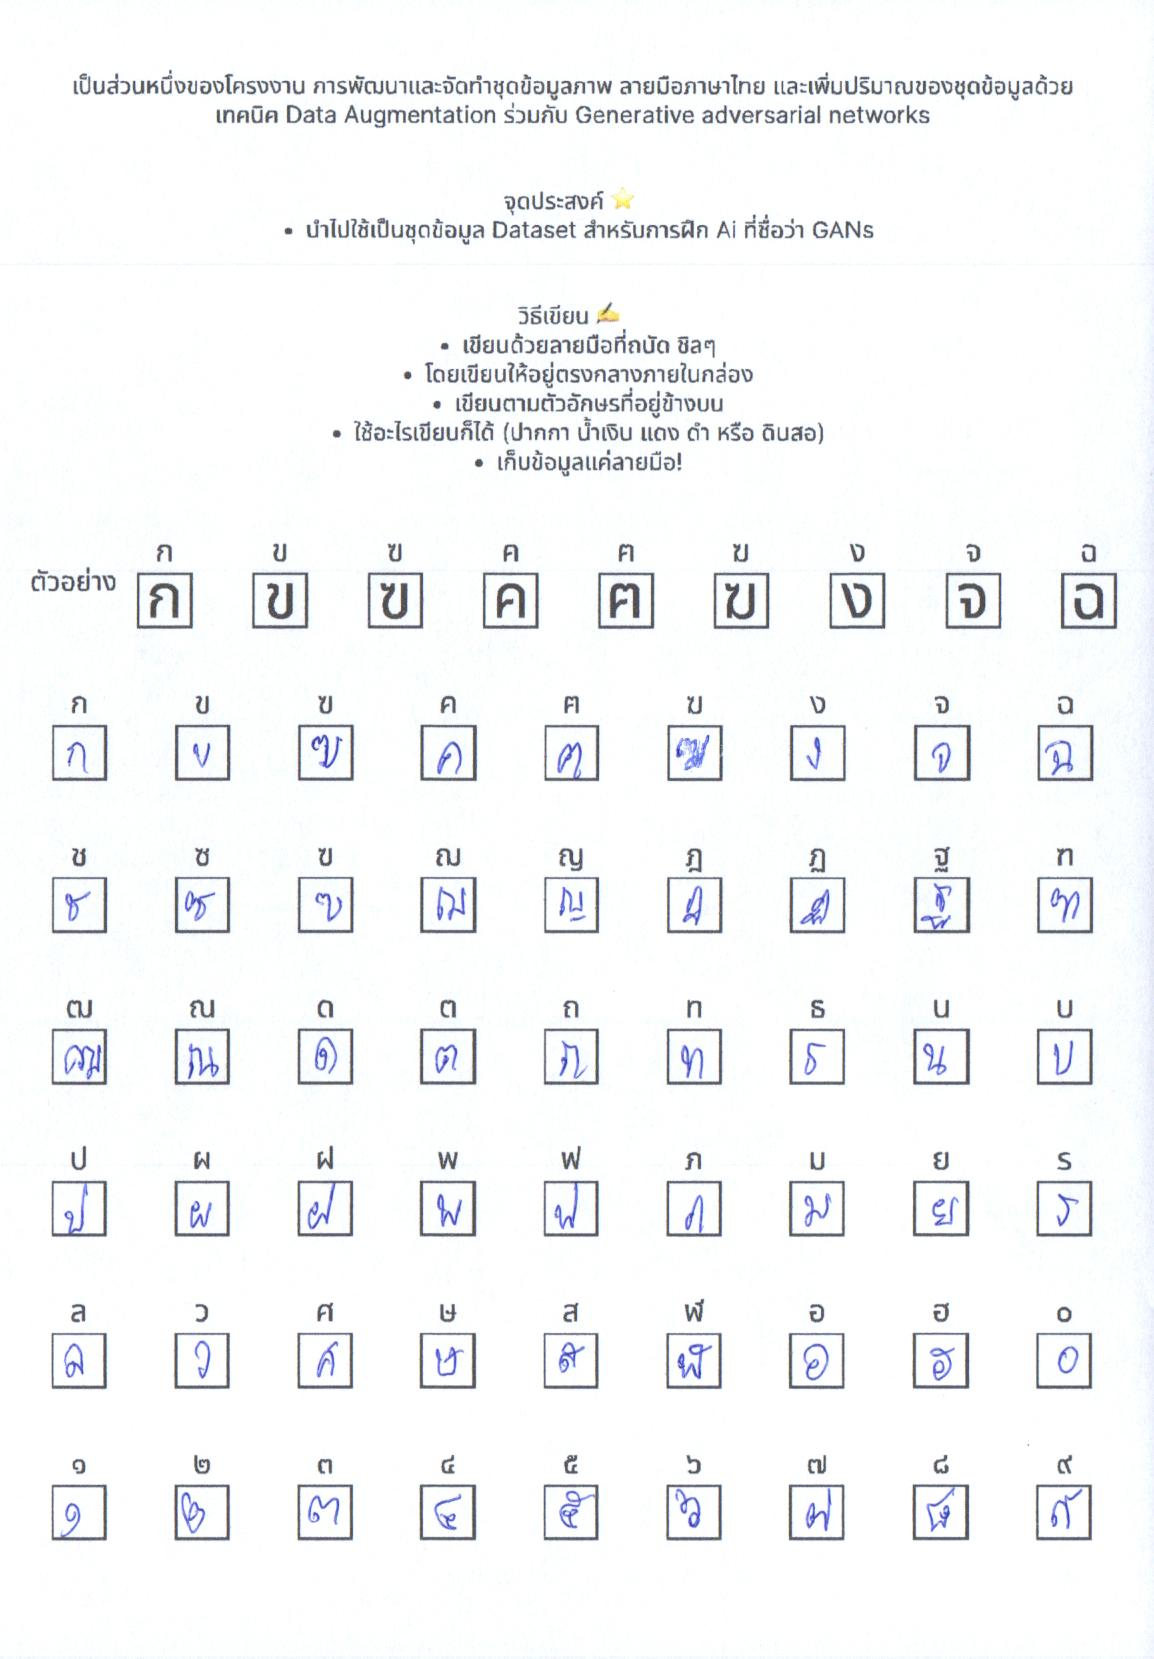 เป็นส่วนหนึ่งของโครงงาน การพัฒนาและจัดทำชุดข้อมูลภาพ ลายมือภาษาไทย และเพิ่มปริมาณของชุดข้อมูลด้วย
เทคนิค Data Augmentation ร่วมกับ Generative adversarial networks
จุดประสงค์ ⭐
• นำไปใช้เป็นชุดข้อมูล Dataset สำหรับการฝึก Ai ที่ชื่อว่า GANs
วิธีเขียน ✍️
• เขียนด้วยลายมือที่ถนัด ชิลๆ
• โดยเขียนให้อยู่ตรงกลางภายในกล่อง
• เขียนตามตัวอักษรที่อยู่ข้างบน
• ใช้อะไรเขียนก็ได้ (ปากกา น้ำเงิน แดง ดำ หรือ ดินสอ)
• เก็บข้อมูลแค่ลายมือ!
ก ข ฃ ค ฅ ฆ ง จ ฉ
ตัวอย่าง ก ข ฃ ค ฅ ฆ ง จ ฉ
ก ข ฃ ค ฅ ฆ ง จ ฉ
ก ข ฃ ค ฅ ฆ ง จ ฉ
ช ซ ฃ ฌ ญ ฎ ฏ ฐ ฑ
ช ซ ฃ ฌ ญ ฎ ฏ ฐ ฑ
ฒ ณ ด ต ถ ท ธ น บ
ฒ ณ ด ต ถ ท ธ น บ
ป ผ ฝ พ ฟ ภ ม ย ร
ป ผ ฝ พ ฟ ภ ม ย ร
ล ว ศ ษ ส ฬ อ ฮ ๐
ล ว ศ ษ ส ฬ อ ฮ ๐
๑ ๒ ๓ ๔ ๕ ๖ ๗ ๘ ๙
๑ ๒ ๓ ๔ ๕ ๖ ๗ ๘ ๙